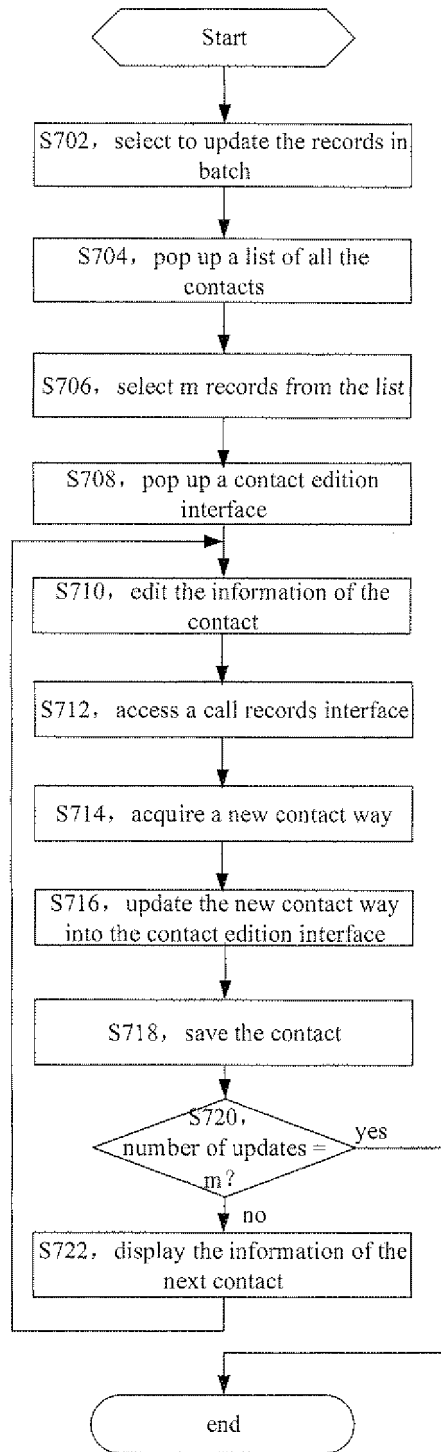 Start
S702，select to update the records in
batch
S704，pop up a list of all the
contacts
S706，select m records from the list
S708，pop up a contact edition
interface
S710，edit the information of the
contact
S712，access a call records interface
S714，acquire a new contact way
S716，update the new contact way
into the contact edition interface
S718，save the contact
S720，
number of updates =
m？
yes
no
S722，display the information of the
next contact
end